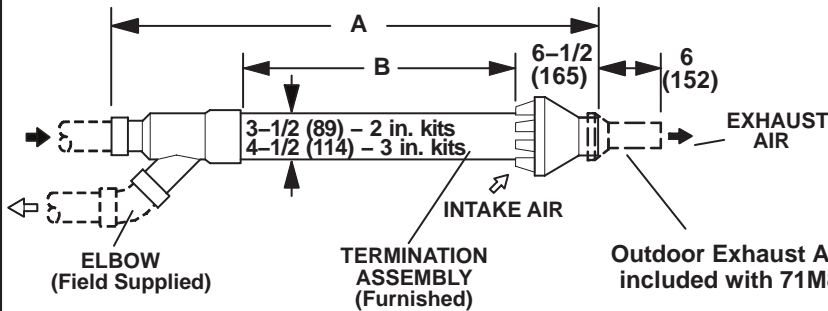 A
B
6–1/2
(165)
6
(152)
3–1/2 (89) – 2 in. kits
4–1/2 (114) – 3 in. kits
EXHAUST
AIR
INTAKE AIR
ELBOW
(Field Supplied)
TERMINATION
ASSEMBLY
(Furnished)
Outdoor Exhaust A
included with 71M